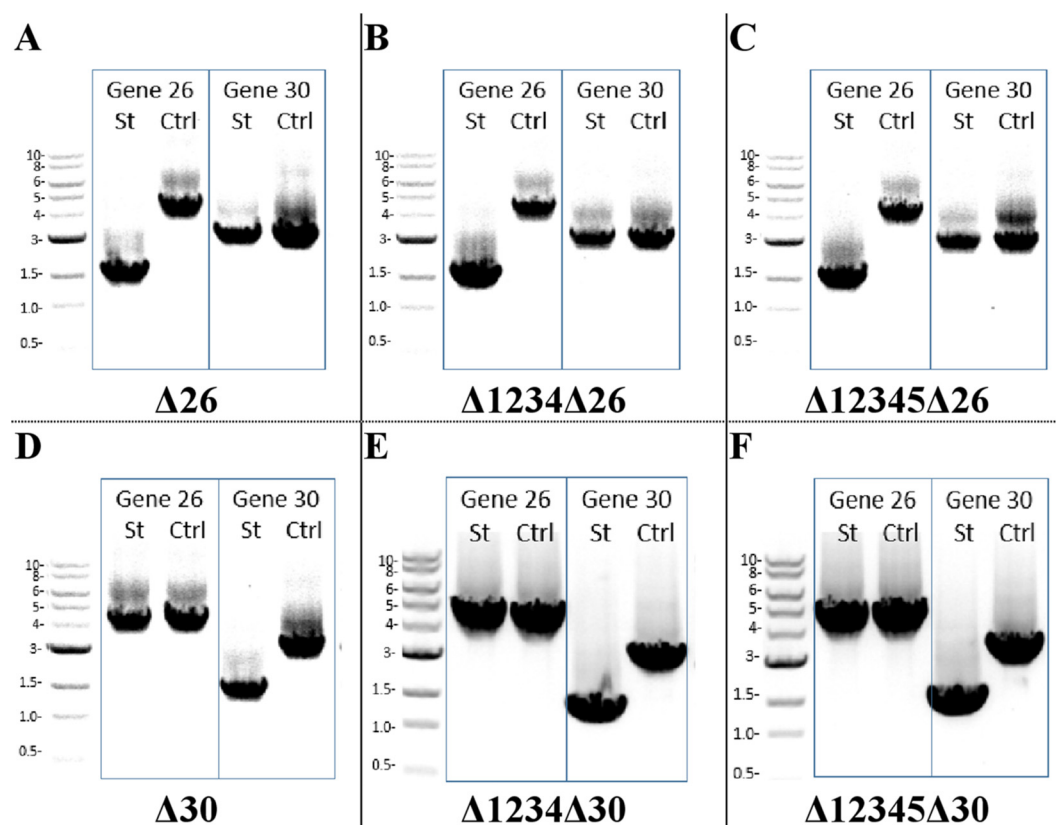 A
Gene 26 Gene 30
St Ctrl St Ctrl
10-
8-
6-
5-
4-
3-
1.5-
1.0-
0.5-
Δ26
B
Gene 26 Gene 30
St Ctrl St Ctrl
10-
8-
6-
5-
4-
3-
1.5-
1.0-
0.5-
Δ1234Δ26
C
Gene 26 Gene 30
St Ctrl St Ctrl
10-
8-
6-
5-
4-
3-
1.5-
1.0-
0.5-
Δ12345Δ26
D
Gene 26 Gene 30
St Ctrl St Ctrl
10-
8-
6-
5-
4-
3-
1.5-
1.0-
0.5-
Δ30
E
Gene 26 Gene 30
St Ctrl St Ctrl
10-
8-
6-
5-
4-
3-
1.5-
1.0-
0.5-
Δ1234Δ30
F
Gene 26 Gene 30
St Ctrl St Ctrl
10-
8-
6-
5-
4-
3-
1.5-
1.0-
0.5-
Δ12345Δ30